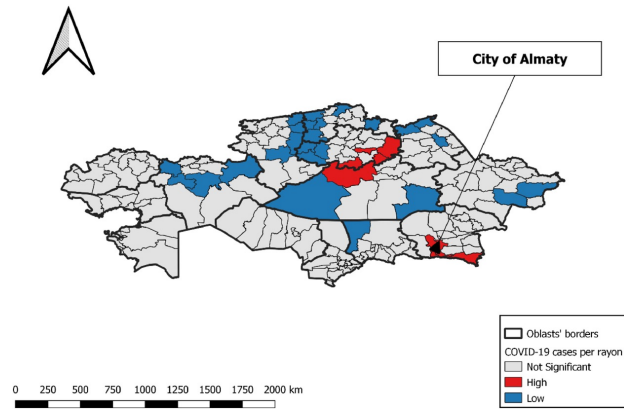 City of Almaty
Oblasts' borders
COVID-19 cases per rayon
Not Significant
High
Low
0 250 500 750 1000 1250 1500 1750 2000 km